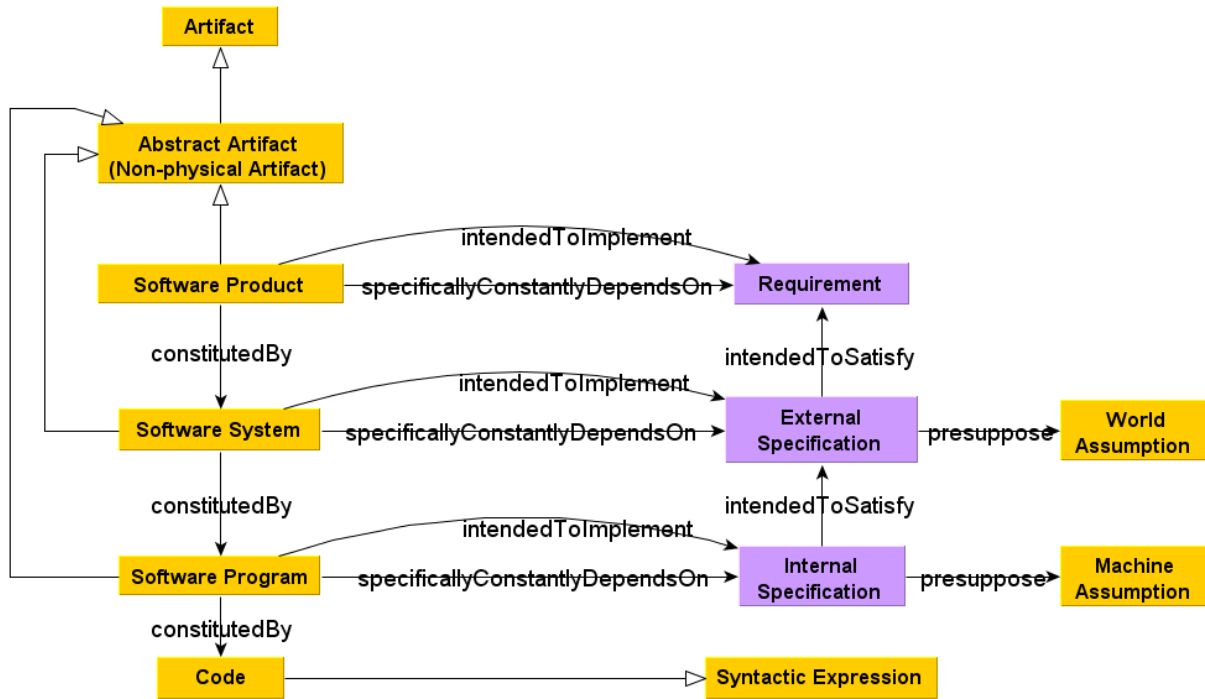 Artifact
Abstract Artifact
(Non-physical Artifact)
intendedToImplement
Software Product
specificallyConstantlyDependsOn
Requirement
constitutedBy
intendedToSatisfy
intendedToImplement
Software System
specificallyConstantlyDependsOn
External
Specification
presuppose
World
Assumption
constitutedBy
intendedToSatisfy
intendedToImplement
Software Program
specificallyConstantlyDependsOn
Internal
Specification
presuppose
Machine
Assumption
constitutedBy
Code
Syntactic Expression